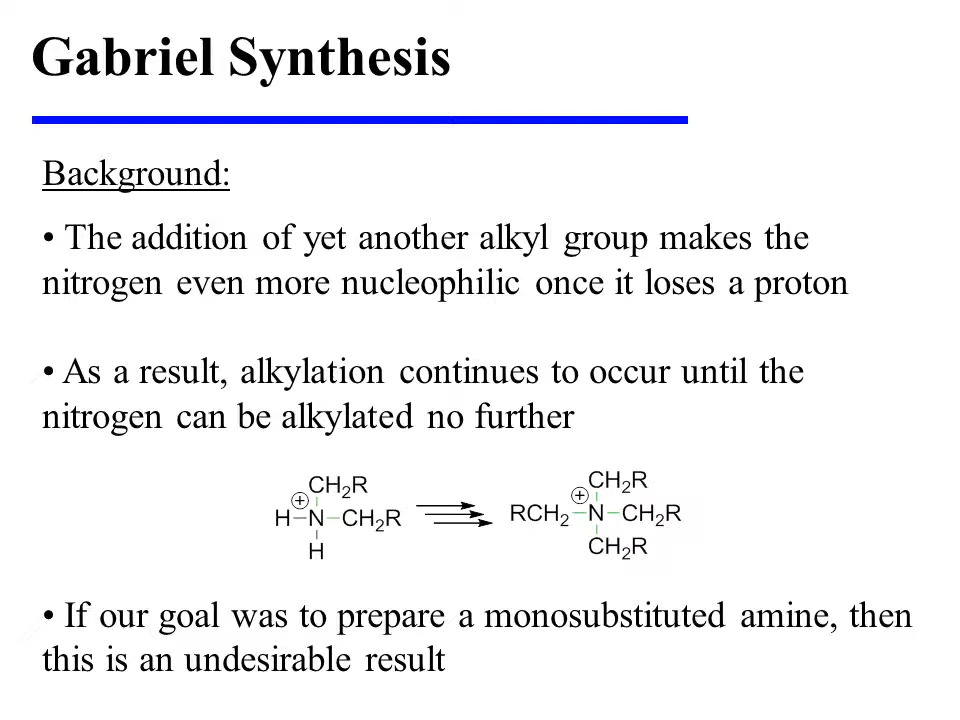 Gabriel Synthesis
Background:
• The addition of yet another alkyl group makes the
nitrogen even more nucleophilic once it loses a proton
• As a result, alkylation continues to occur until the
nitrogen can be alkylated no further
CH₂R
⊕
H–N–CH₂R
H
CH₂R
⊕
RCH₂–N–CH₂R
CH₂R
• If our goal was to prepare a monosubstituted amine, then
this is an undesirable result